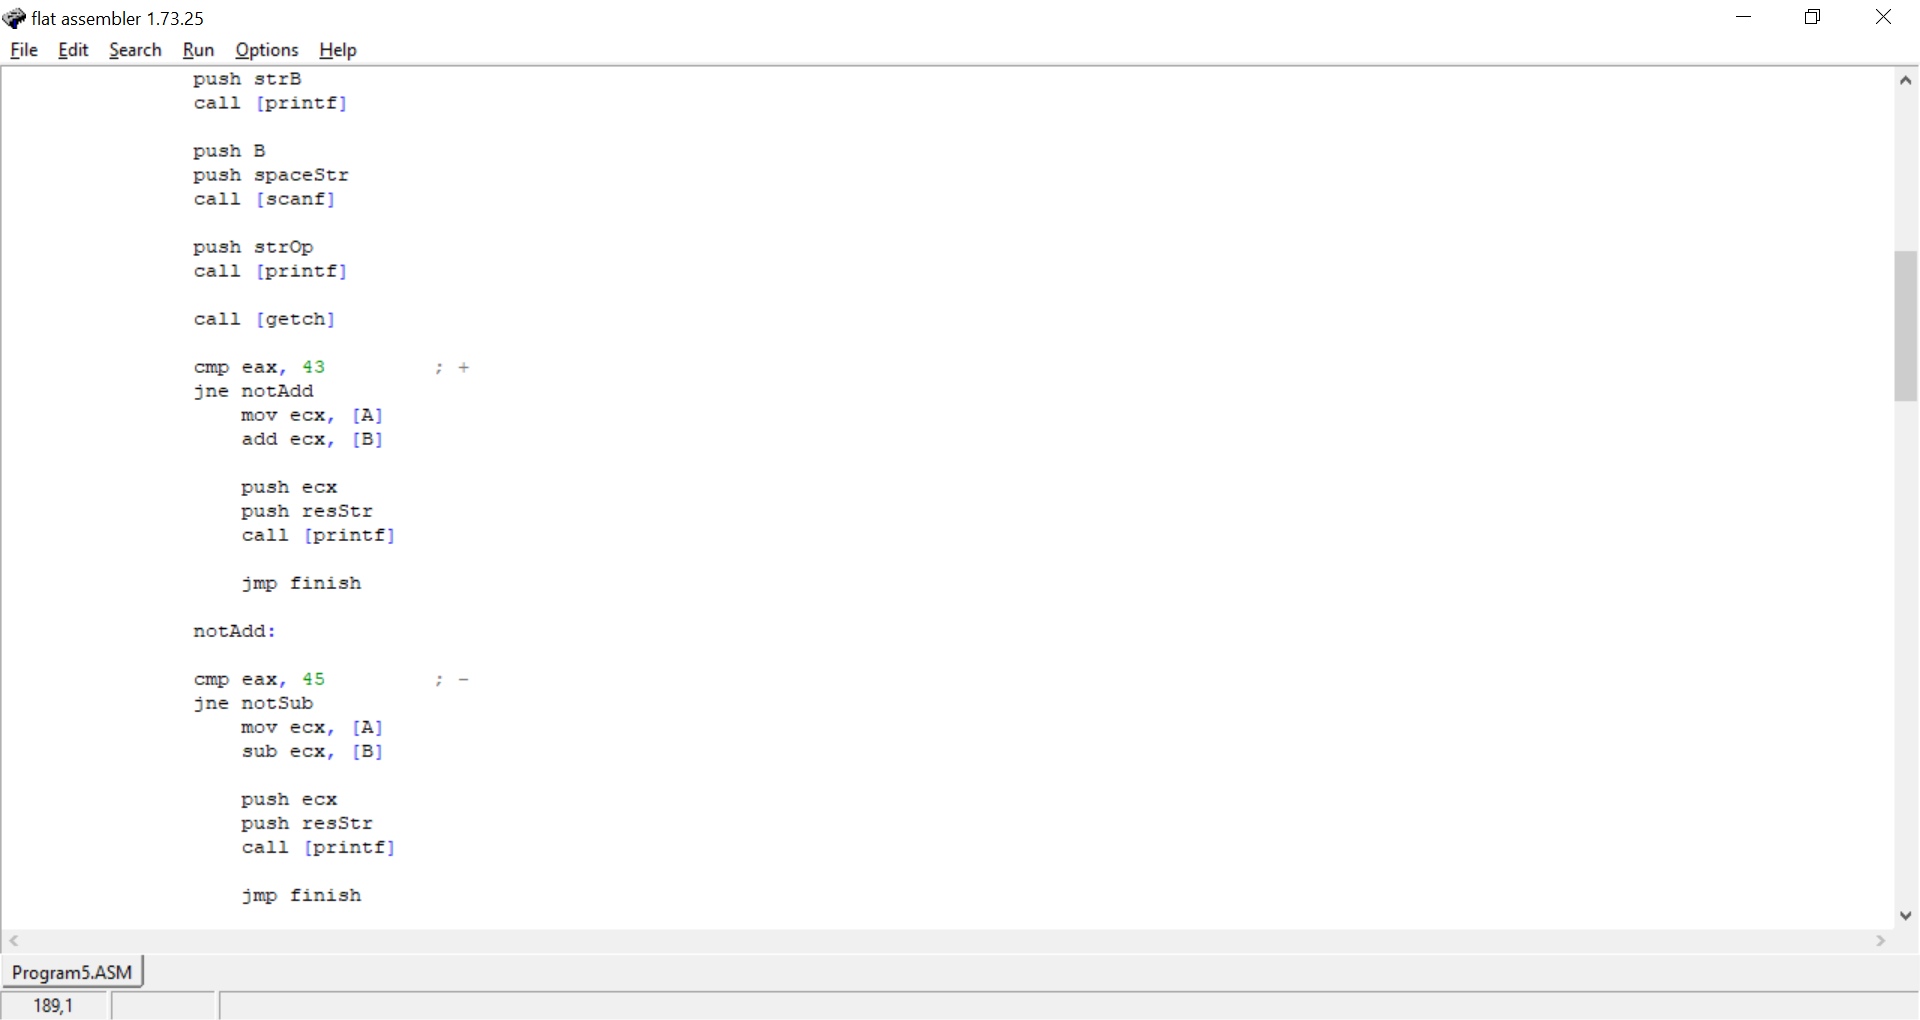 flat assembler 1.73.25
File Edit Search Run Options Help
push strB
call [printf]
push B
push spaceStr
call [scanf]
push strOp
call [printf]
call [getch]
cmp eax, 43 ; +
jne notAdd
mov ecx, [A]
add ecx, [B]
push ecx
push resStr
call [printf]
jmp finish
notAdd:
cmp eax, 45 ; -
jne notSub
mov ecx, [A]
sub ecx, [B]
push ecx
push resStr
call [printf]
jmp finish
Program5.ASM
189,1